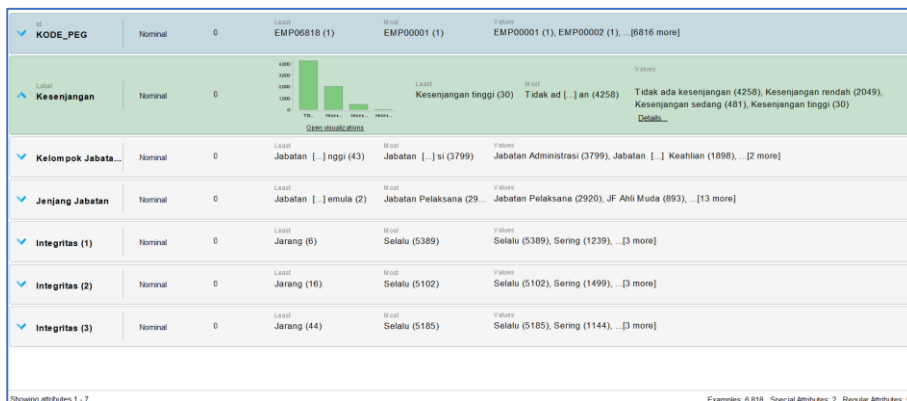 Id Least Most Values
KODE_PEG Nominal 0 EMP06818 (1) EMP00001 (1) EMP00001 (1), EMP00002 (1), ...[6816 more]
Label Least Most Values
Kesenjangan Nominal 0 Kesenjangan tinggi (30) Tidak ad [...] an (4258) Tidak ada kesenjangan (4258), Kesenjangan rendah (2049),
Kesenjangan sedang (481), Kesenjangan tinggi (30)
Details...
4,000
3,000
2,000
1,000
0
Open visualizations
Least Most Values
Kelompok Jabata... Nominal 0 Jabatan [...] nggi (43) Jabatan [...] si (3799) Jabatan Administrasi (3799), Jabatan [...] Keahlian (1898), ...[2 more]
Least Most Values
Jenjang Jabatan Nominal 0 Jabatan [...] emula (2) Jabatan Pelaksana (29... Jabatan Pelaksana (2920), JF Ahli Muda (893), ...[13 more]
Least Most Values
Integritas (1) Nominal 0 Jarang (6) Selalu (5389) Selalu (5389), Sering (1239), ...[3 more]
Least Most Values
Integritas (2) Nominal 0 Jarang (16) Selalu (5102) Selalu (5102), Sering (1499), ...[3 more]
Least Most Values
Integritas (3) Nominal 0 Jarang (44) Selalu (5185) Selalu (5185), Sering (1144), ...[3 more]
Showing attributes 1 - 7 Examples: 6,818 Special Attributes: 2 Regular Attributes: